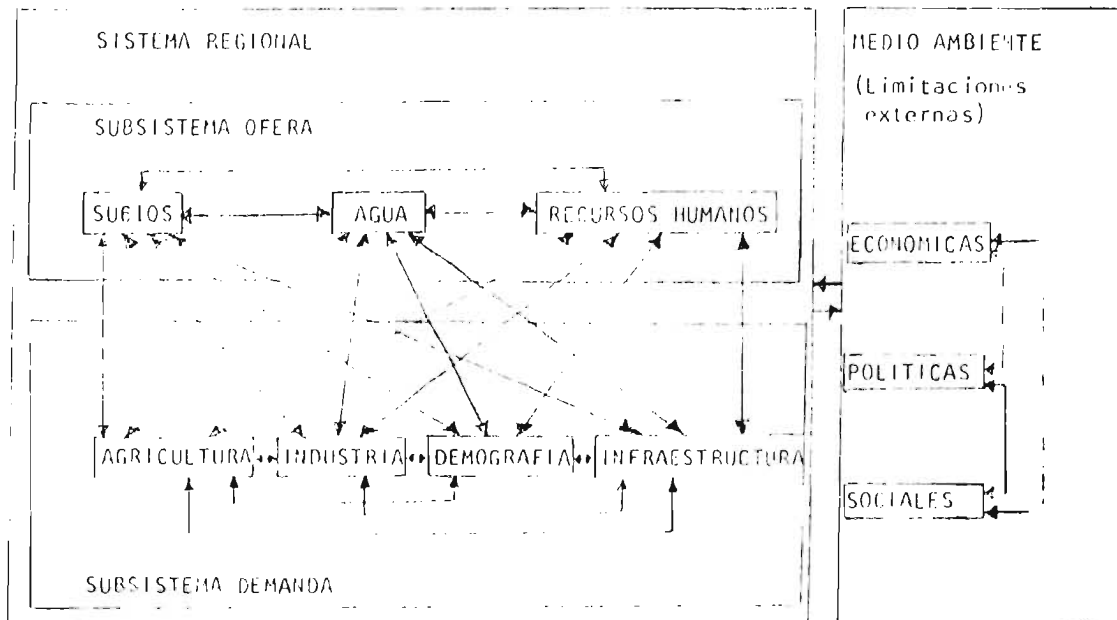 SISTEMA REGIONAL
MEDIO AMBIENTE
(Limitaciones
externas)
SUBSISTEMA OFERA
SUELOS
AGUA
RECURSOS HUMANOS
ECONOMICAS
POLITICAS
AGRICULTURA
INDUSTRIA
DEMOGRAFIA
INFRAESTRUCTURA
SOCIALES
SUBSISTEMA DEMANDA